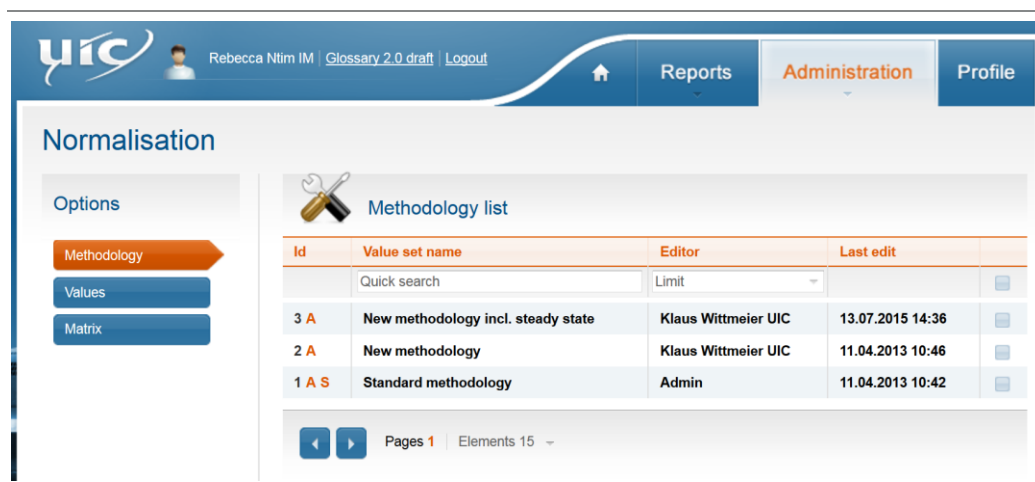 uic
Rebecca Ntim IM | Glossary 2.0 draft | Logout
Reports
Administration
Profile
Normalisation
Options
Methodology
Values
Matrix
Methodology list
Id Value set name Editor Last edit
Quick search Limit
3 A New methodology incl. steady state Klaus Wittmeier UIC 13.07.2015 14:36
2 A New methodology Klaus Wittmeier UIC 11.04.2013 10:46
1 A S Standard methodology Admin 11.04.2013 10:42
Pages 1 | Elements 15